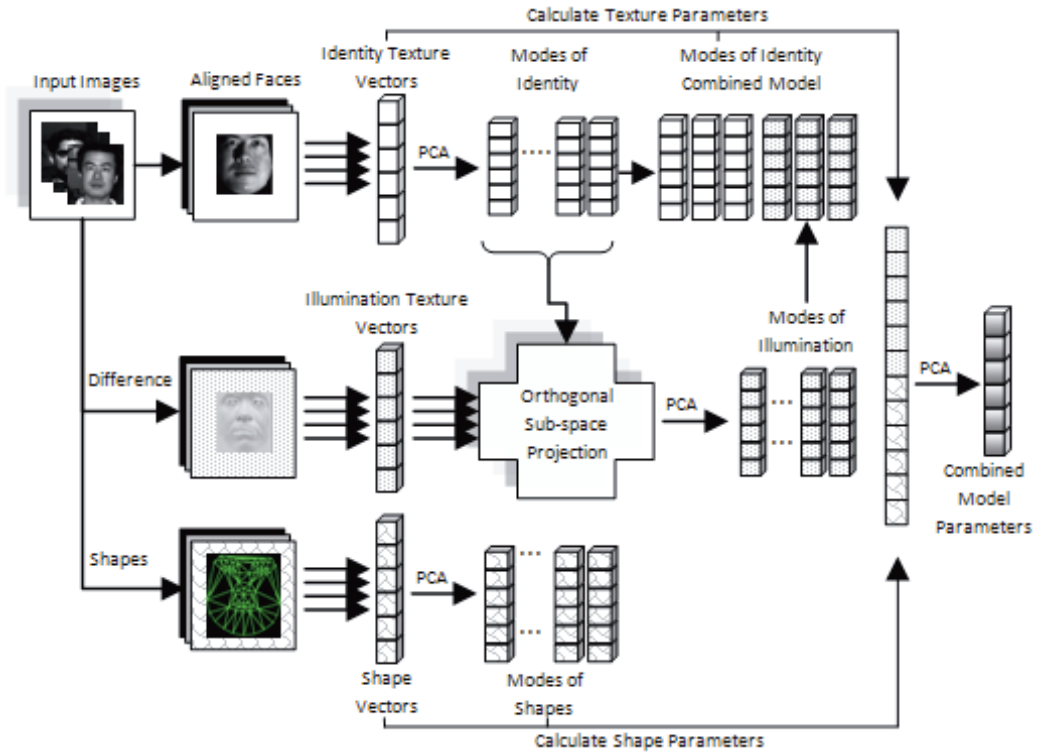 Calculate Texture Parameters
Input Images
Aligned Faces
Identity Texture
Vectors
Modes of
Identity
Modes of Identity
Combined Model
PCA
Illumination Texture
Vectors
Modes of
Illumination
Difference
Orthogonal
Sub-space
Projection
PCA
PCA
Combined
Model
Parameters
Shapes
PCA
Shape
Vectors
Modes of
Shapes
Calculate Shape Parameters